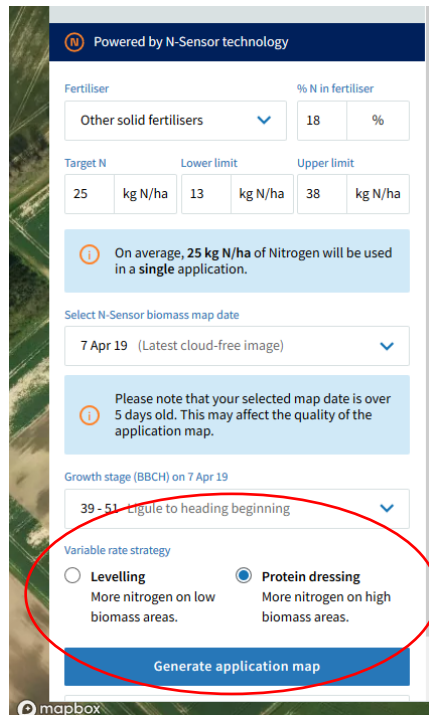 N Powered by N-Sensor technology
Fertiliser % N in fertiliser
Other solid fertilisers 18 %
Target N Lower limit Upper limit
25 kg N/ha 13 kg N/ha 38 kg N/ha
i On average, 25 kg N/ha of Nitrogen will be used
in a single application.
Select N-Sensor biomass map date
7 Apr 19 (Latest cloud-free image)
Please note that your selected map date is over
i 5 days old. This may affect the quality of the
application map.
Growth stage (BBCH) on 7 Apr 19
39 - 51 Ligule to heading beginning
Variable rate strategy
Levelling Protein dressing
More nitrogen on low More nitrogen on high
biomass areas. biomass areas.
Generate application map
mapbox